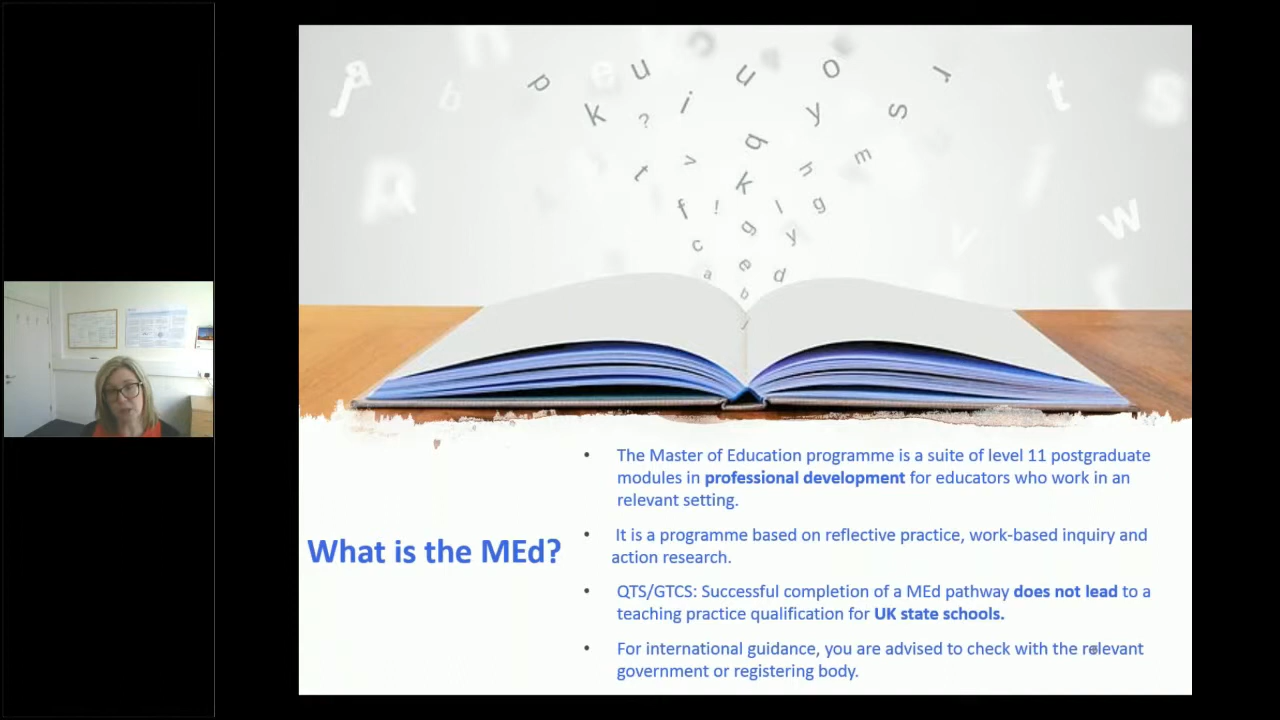 What is the MEd?
• The Master of Education programme is a suite of level 11 postgraduate
modules in professional development for educators who work in an
relevant setting.
• It is a programme based on reflective practice, work-based inquiry and
action research.
• QTS/GTCS: Successful completion of a MEd pathway does not lead to a
teaching practice qualification for UK state schools.
• For international guidance, you are advised to check with the relevant
government or registering body.